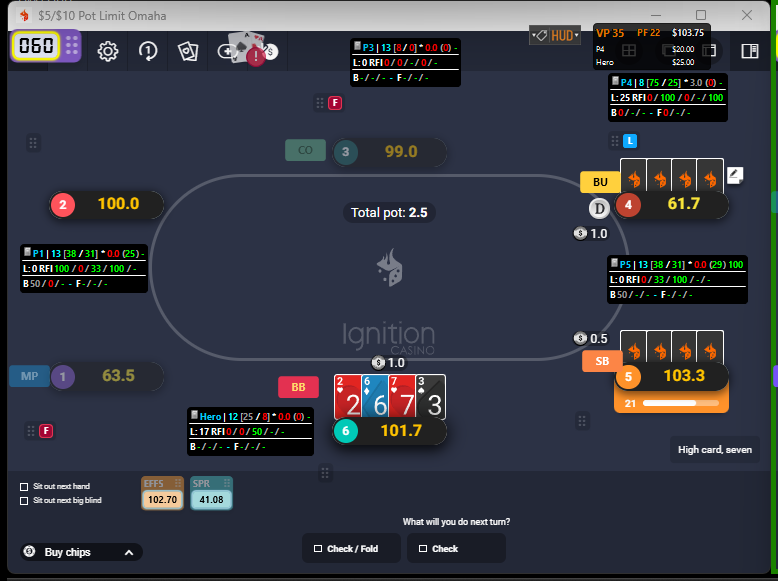 $5/$10 Pot Limit Omaha
060
HUD
VP 35 PF 22 $103.75
P4 $20.00
Hero $25.00
P3 | 13 [8 / 0] * 0.0 (0) -
L: 0 RFI 0 / 0 / - / 0 / -
B -/ - / - - F -/ - / -
P4 | 8 [75 / 25] * 3.0 (0) -
L: 25 RFI 0 / 100 / 0 / - / 100
B 0 / - / - - F 0 / - / -
F
L
CO
3
99.0
2
100.0
Total pot: 2.5
BU
4
61.7
D
$ 1.0
P1 | 13 [38 / 31] * 0.0 (25) -
L: 0 RFI 100 / 0 / 33 / 100 / -
B 50 / 0 / - - F -/ - / -
P5 | 13 [38 / 31] * 0.0 (29) 100
L: 0 RFI 0 / 33 / 100 / - / -
B 50 / - / - - F -/ - / -
Ignition
CASINO
$ 0.5
SB
5
103.3
21
MP
1
63.5
$ 1.0
BB
2 6 7 3
2 6 7 3
6
101.7
F
Hero | 12 [25 / 8] * 0.0 (0) -
L: 17 RFI 0 / 0 / 50 / - / -
B -/ - / - - F -/ - / -
High card, seven
Sit out next hand
Sit out next big blind
EFFS
102.70
SPR
41.08
What will you do next turn?
Buy chips
Check / Fold
Check